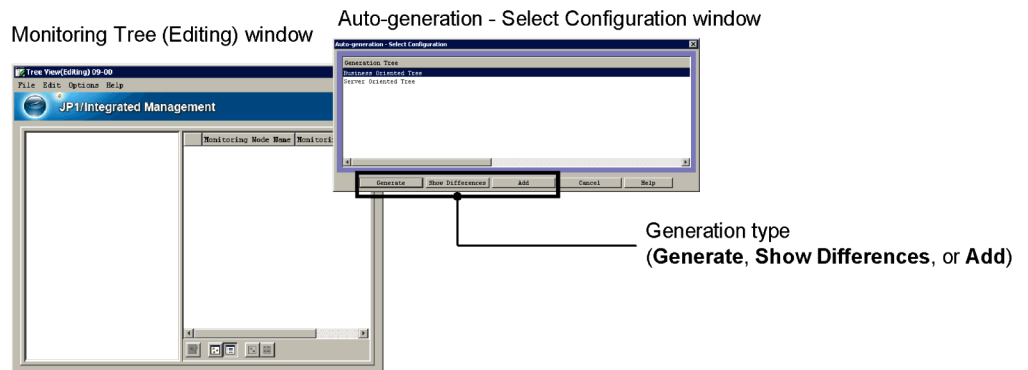 Auto-generation - Select Configuration window
Monitoring Tree (Editing) window
Auto-generation - Select Configuration
Generation Tree
Business Oriented Tree
Server Oriented Tree
Generate Show Differences Add Cancel Help
Tree View(Editing) 09-00
File Edit Options Help
JP1/Integrated Management
Monitoring Node Name
Generation type
(Generate, Show Differences, or Add)